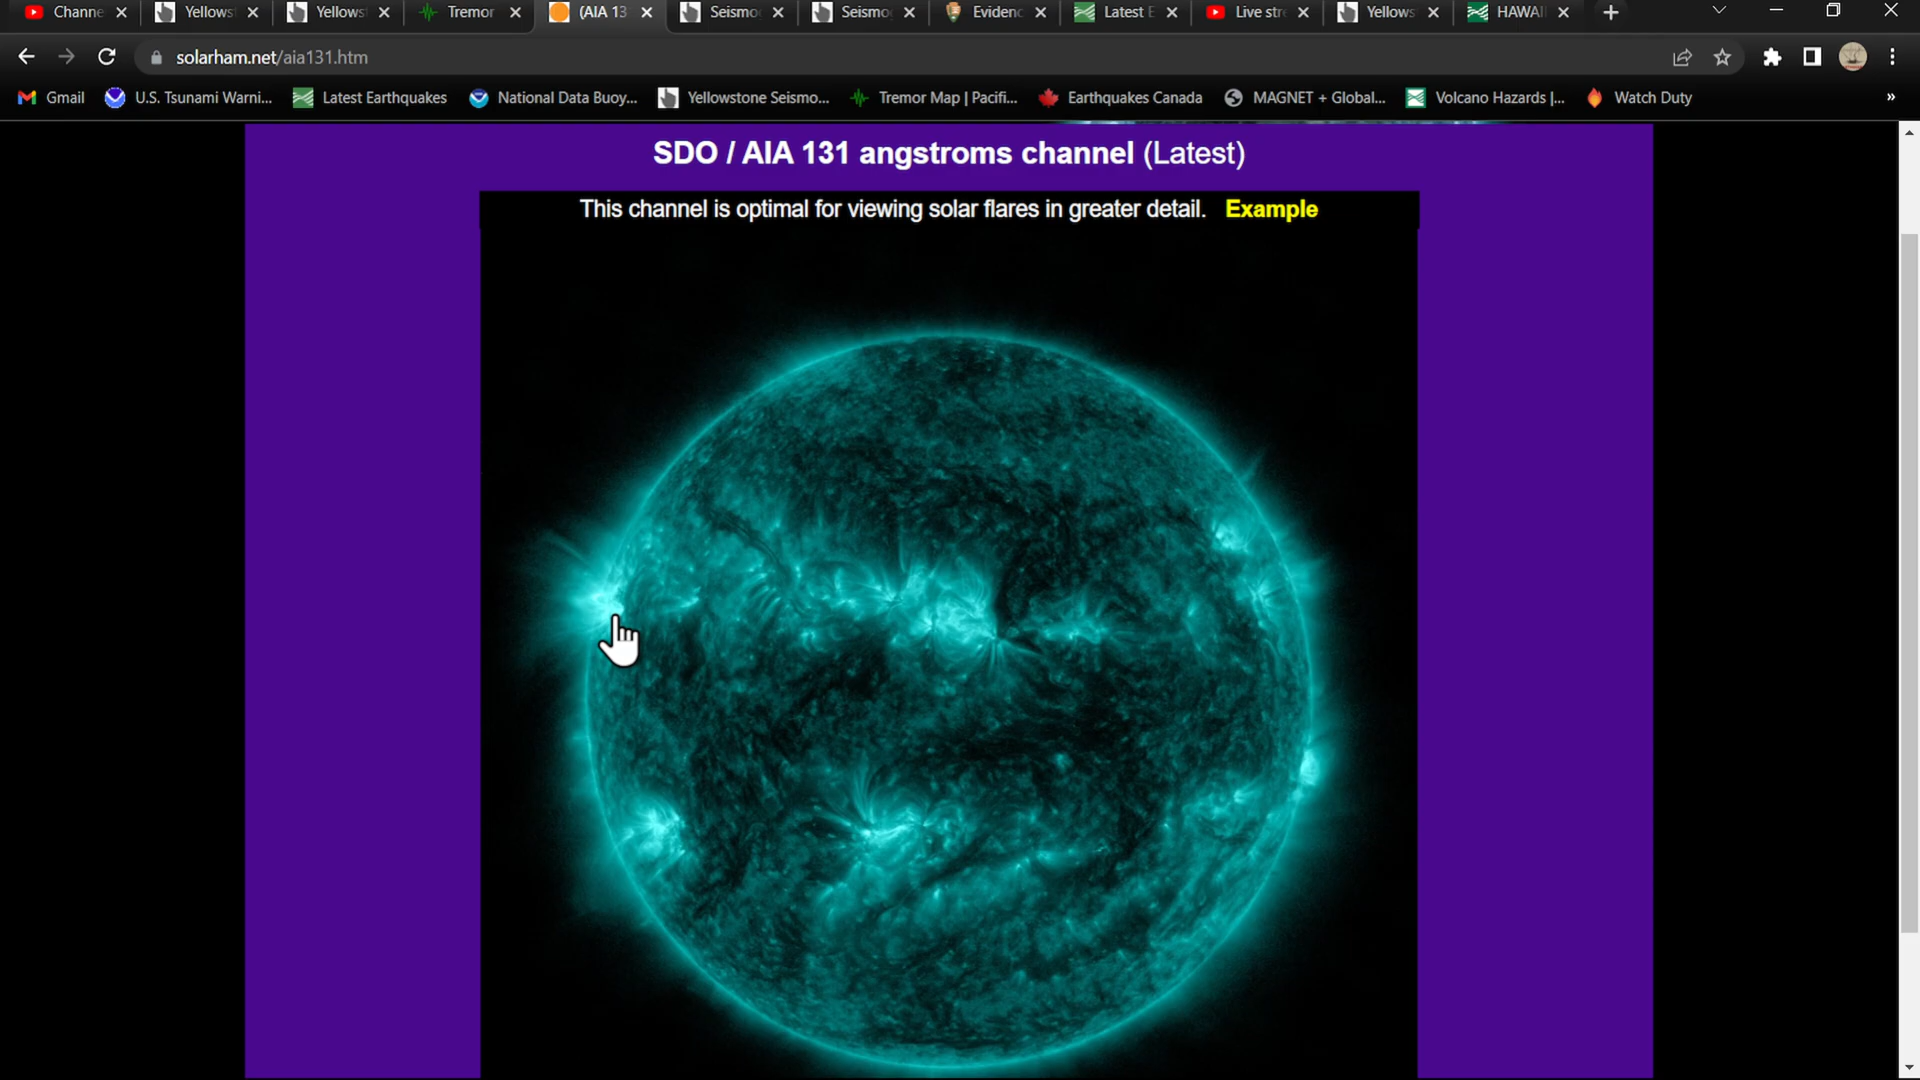 Channe
Yellows
Yellows
Tremor
(AIA 13
Seismo
Seismo
Evidenc
Latest E
Live stre
Yellows
HAWAI
solarham.net/aia131.htm
Gmail
U.S. Tsunami Warni...
Latest Earthquakes
National Data Buoy...
Yellowstone Seismo...
Tremor Map | Pacifi...
Earthquakes Canada
MAGNET + Global...
Volcano Hazards |...
Watch Duty
»
SDO / AIA 131 angstroms channel (Latest)
This channel is optimal for viewing solar flares in greater detail. Example